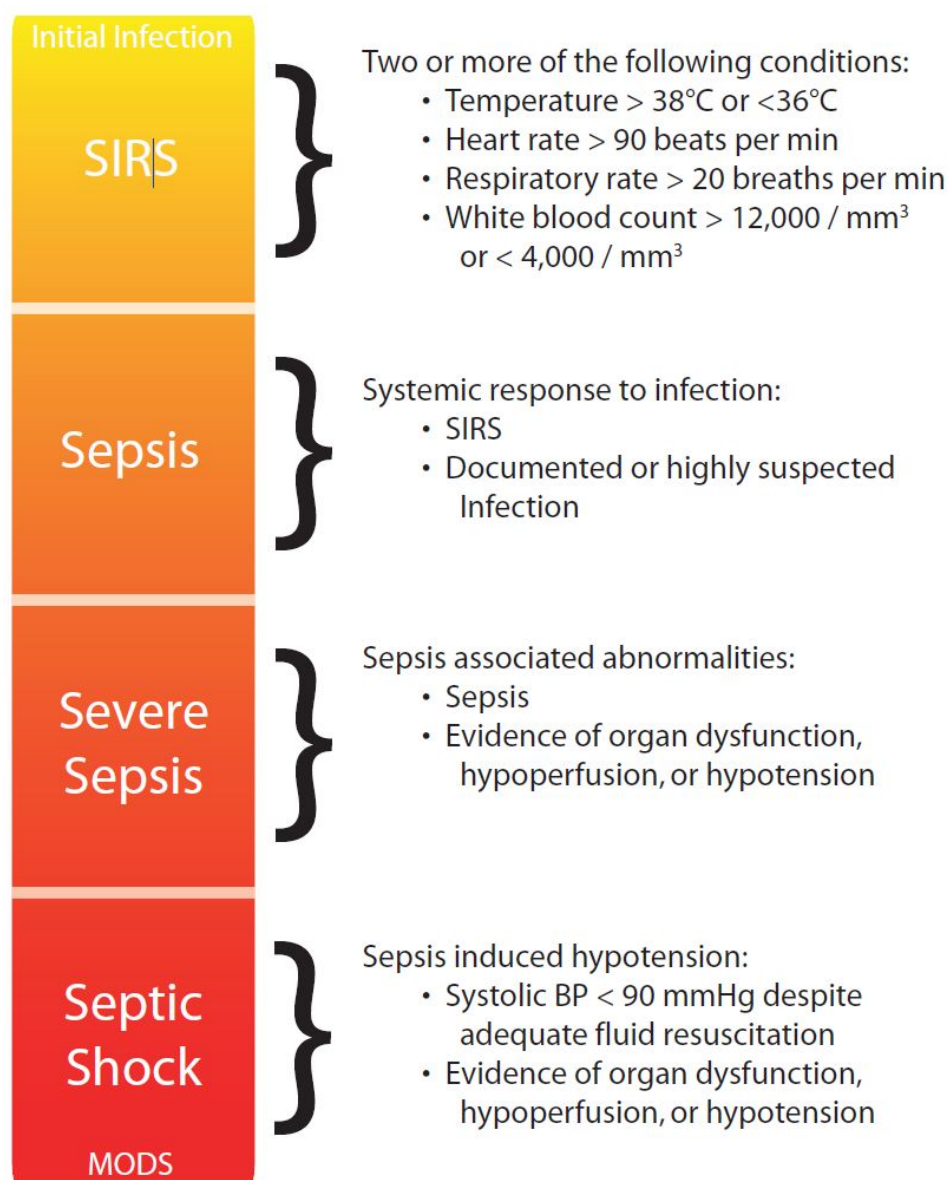 Initial Infection
SIRS
Two or more of the following conditions:
• Temperature > 38°C or <36°C
• Heart rate > 90 beats per min
• Respiratory rate > 20 breaths per min
• White blood count > 12,000 / mm³
or < 4,000 / mm³
Sepsis
Systemic response to infection:
• SIRS
• Documented or highly suspected
Infection
Severe
Sepsis
Sepsis associated abnormalities:
• Sepsis
• Evidence of organ dysfunction,
hypoperfusion, or hypotension
Septic
Shock
MODS
Sepsis induced hypotension:
• Systolic BP < 90 mmHg despite
adequate fluid resuscitation
• Evidence of organ dysfunction,
hypoperfusion, or hypotension